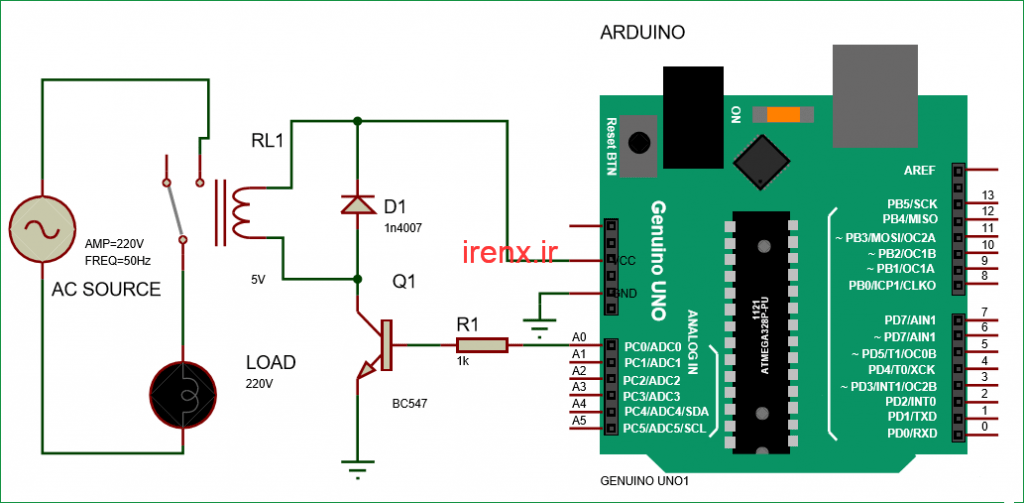 ARDUINO
RL1
Reset BTN
ON
AREF
13
PB5/SCK
12
PB4/MISO
11
~ PB3/MOSI/OC2A
10
~ PB2/OC1B
9
~ PB1/OC1A
8
PB0/ICP1/CLKO
D1
1n4007
AMP=220V
FREQ=50Hz
AC SOURCE
5V
Q1
irenx.ir
VCC
GND
Genuino UNO
1121
ATMEGA328P-PU
ANALOG IN
R1
1k
A0
PC0/ADC0
A1
PC1/ADC1
A2
PC2/ADC2
A3
PC3/ADC3
A4
PC4/ADC4/SDA
A5
PC5/ADC5/SCL
7
PD7/AIN1
6
~ PD7/AIN1
5
~ PD5/T1/OC0B
4
PD4/T0/XCK
3
~ PD3/INT1/OC2B
2
PD2/INT0
1
PD1/TXD
0
PD0/RXD
LOAD
220V
BC547
GENUINO UNO1